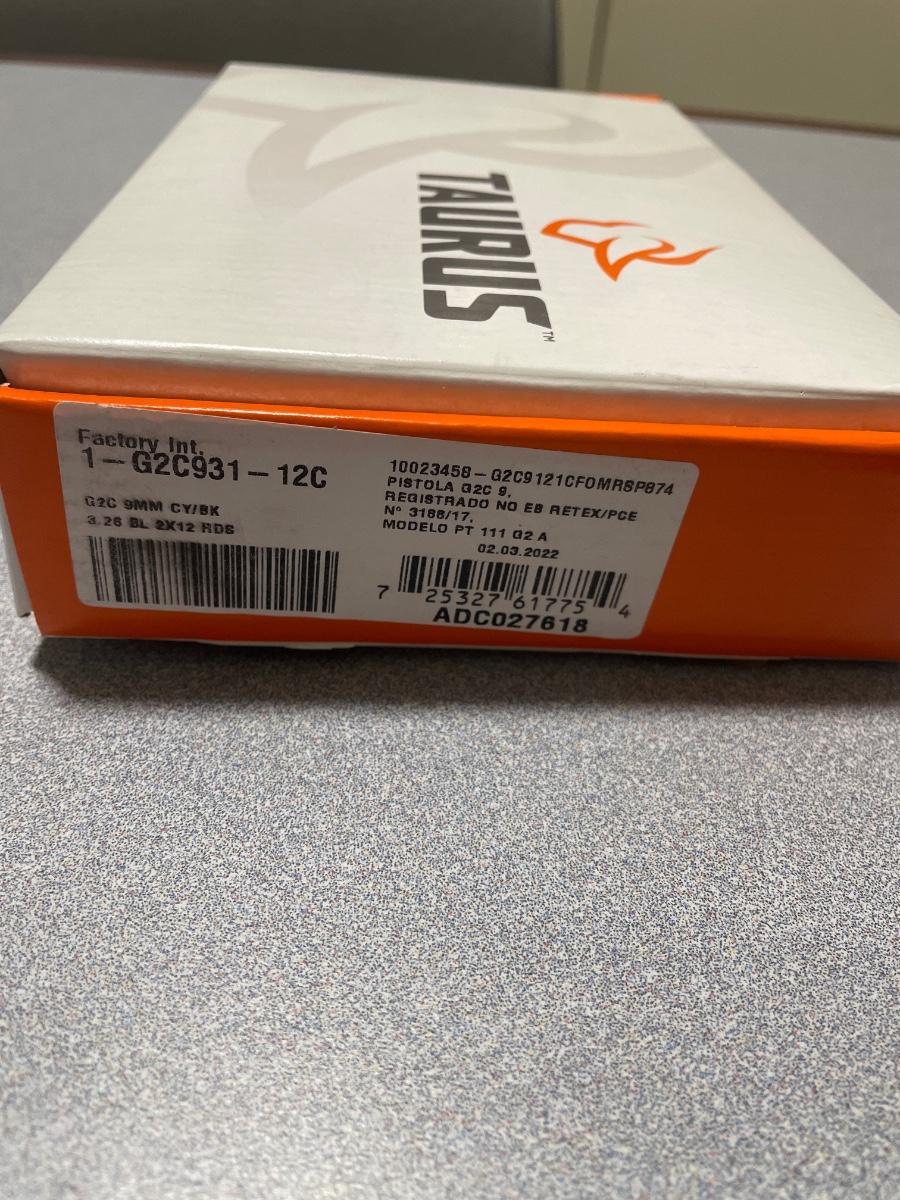 TAURUS™
Factory Int.
1-G2C931-12C
G2C 9MM CY/BK
3.26 BL 2X12 RDS
10023458-G2C9121CFOMRSP874
PISTOLA G2C 9,
REGISTRADO NO EB RETEX/PCE
Nº 3188/17,
MODELO PT 111 G2 A
02.03.2022
7 25327 61775 4
ADC027618